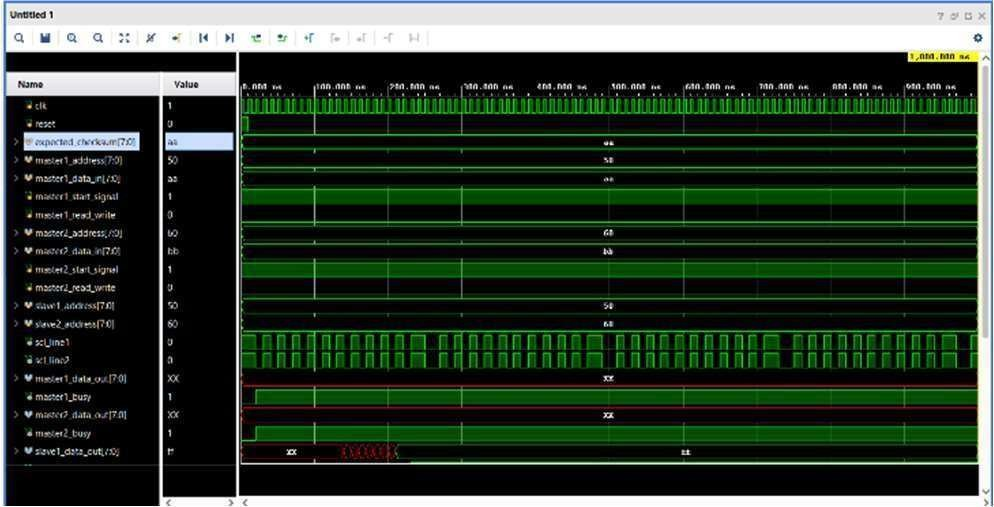 Untitled 1
1,000.000 ns
Name Value
0.000 ns 100.000 ns 200.000 ns 300.000 ns 400.000 ns 500.000 ns 600.000 ns 700.000 ns 800.000 ns 900.000 ns
clk 1
reset 0
expected_checksum[7:0] aa aa
master1_address[7:0] 50 50
master1_data_in[7:0] aa aa
master1_start_signal 1
master1_read_write 0
master2_address[7:0] 60 60
master2_data_in[7:0] bb bb
master2_start_signal 1
master2_read_write 0
slave1_address[7:0] 50 50
slave2_address[7:0] 60 60
scl_line1 0
scl_line2 0
master1_data_out[7:0] XX XX
master1_busy 1
master2_data_out[7:0] XX XX
master2_busy 1
slave1_data_out[7:0] ff XX